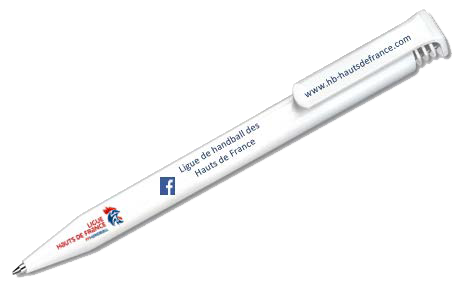 www.hb-hautsdefrance.com
Ligue de handball des
Hauts de France
f
LIGUE
HAUTS DE FRANCE